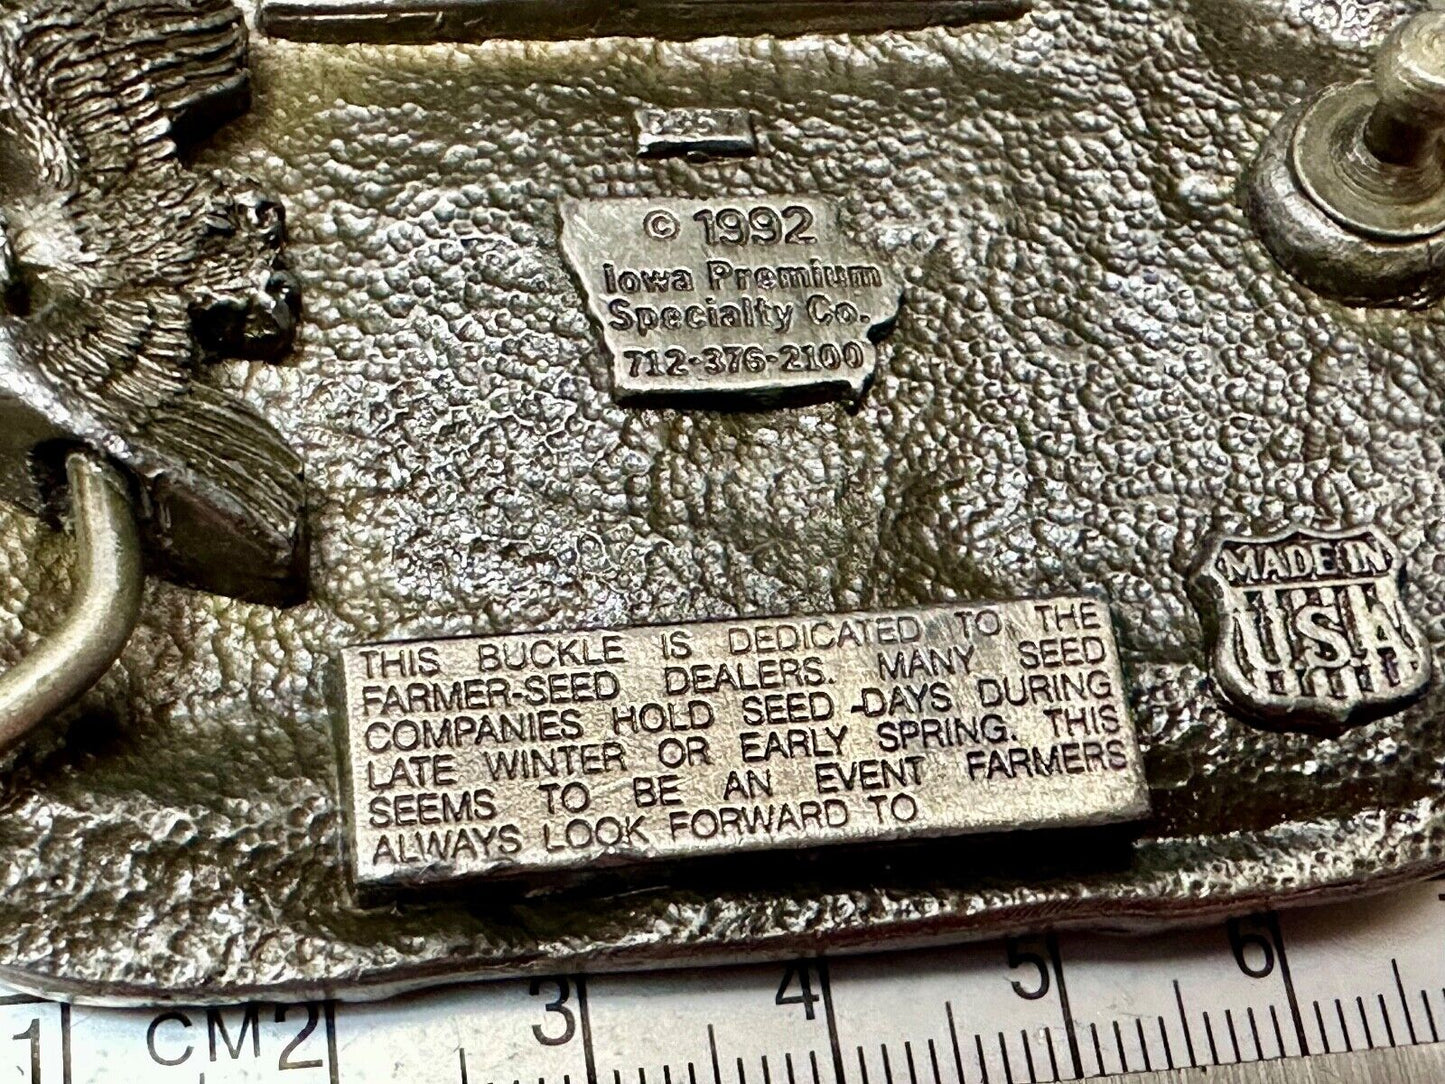 © 1992
Iowa Premium
Specialty Co.
712-376-2100
MADE IN
U.S.A
THIS BUCKLE IS DEDICATED TO THE
FARMER-SEED DEALERS. MANY SEED
COMPANIES HOLD SEED -DAYS DURING
LATE WINTER OR EARLY SPRING. THIS
SEEMS TO BE AN EVENT FARMERS
ALWAYS LOOK FORWARD TO
1 CM 2 3 4 5 6